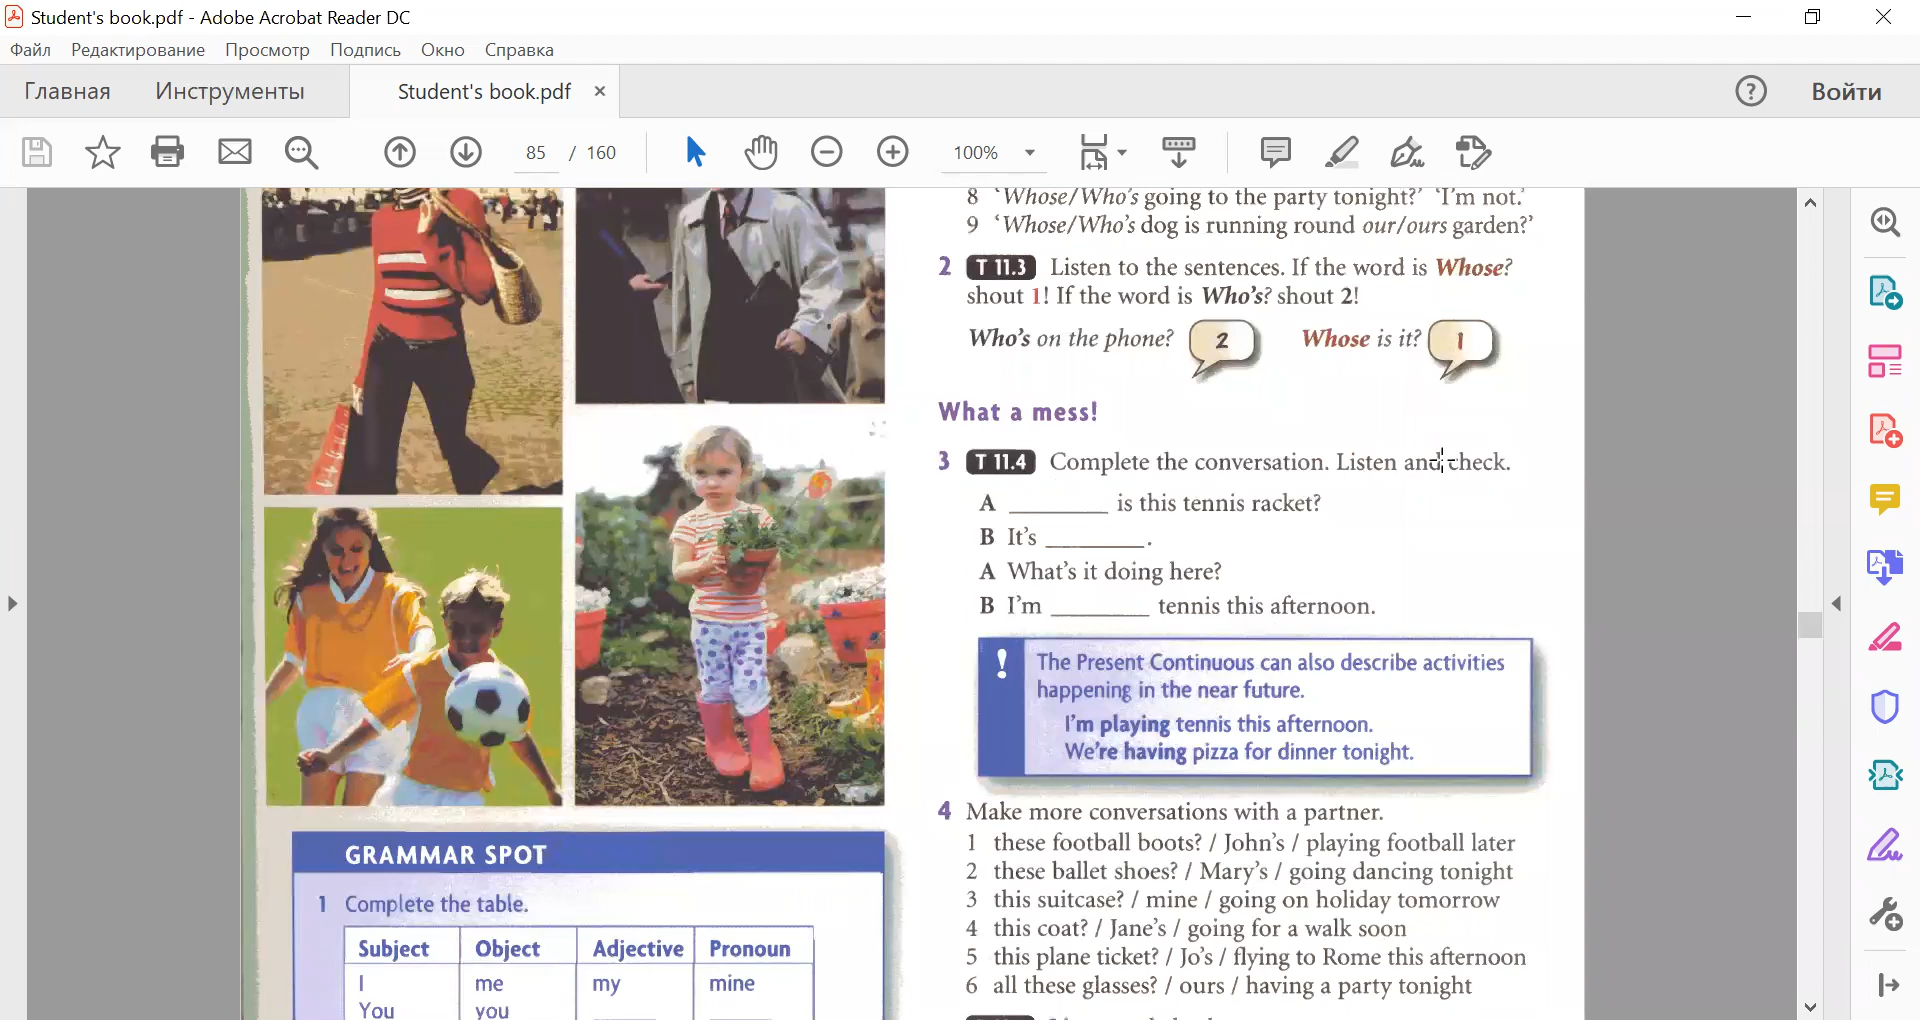 Student's book.pdf - Adobe Acrobat Reader DC
Файл Редактирование Просмотр Подпись Окно Справка
Главная Инструменты Student's book.pdf × ? Войти
85 / 160 100%
8 ‘Whose/Who’s going to the party tonight?’ ‘I’m not.’
9 ‘Whose/Who’s dog is running round our/ours garden?’
2 T 11.3 Listen to the sentences. If the word is Whose?
shout 1! If the word is Who’s? shout 2!
Who’s on the phone? 2 Whose is it? 1
What a mess!
3 T 11.4 Complete the conversation. Listen and check.
A ________ is this tennis racket?
B It’s ________.
A What’s it doing here?
B I’m ________ tennis this afternoon.
! The Present Continuous can also describe activities
happening in the near future.
I’m playing tennis this afternoon.
We’re having pizza for dinner tonight.
4 Make more conversations with a partner.
1 these football boots? / John’s / playing football later
2 these ballet shoes? / Mary’s / going dancing tonight
3 this suitcase? / mine / going on holiday tomorrow
4 this coat? / Jane’s / going for a walk soon
5 this plane ticket? / Jo’s / flying to Rome this afternoon
6 all these glasses? / ours / having a party tonight
GRAMMAR SPOT
1 Complete the table.
Subject Object Adjective Pronoun
I me my mine
You you